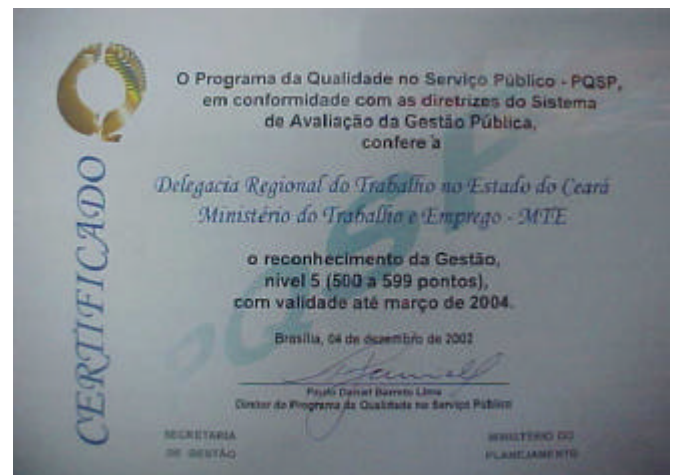 CERTIFICADO
O Programa da Qualidade no Serviço Público - PQSP,
em conformidade com as diretrizes do Sistema
de Avaliação da Gestão Pública,
confere à
Delegacia Regional do Trabalho no Estado do Ceará
Ministério do Trabalho e Emprego - MTE
o reconhecimento da Gestão,
nível 5 (500 a 599 pontos),
com validade até março de 2004.
Brasília, 04 de dezembro de 2002
Paulo Daniel Barreto Lima
Diretor do Programa da Qualidade no Serviço Público
SECRETARIA
DE GESTÃO
MINISTÉRIO DO
PLANEJAMENTO
PQSP